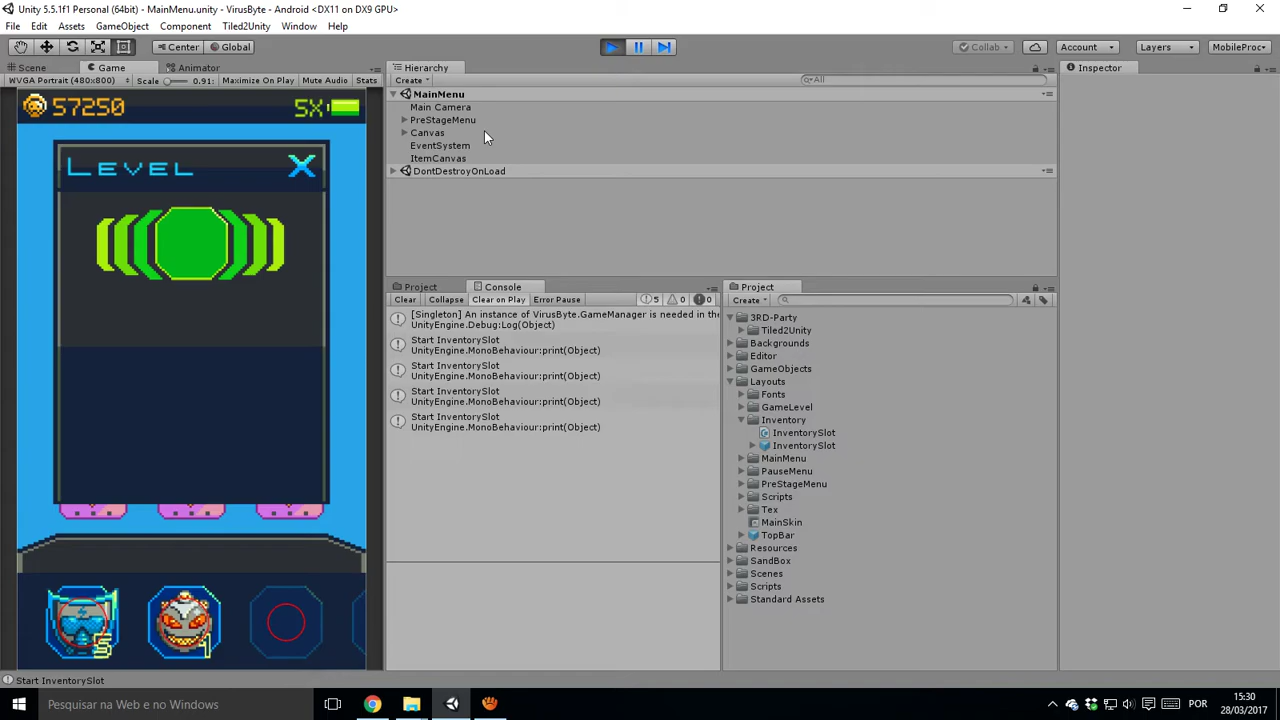 Unity 5.5.1f1 Personal (64bit) - MainMenu.unity - VirusByte - Android <DX11 on DX9 GPU>
File Edit Assets GameObject Component Tiled2Unity Window Help
Center Global Collab Account Layers MobileProc
Scene Game Animator
WVGA Portrait (480x800) Scale 0.91: Maximize On Play Mute Audio Stats
57250 5X
Level X
5 1
Hierarchy
Create All
MainMenu
Main Camera
PreStageMenu
Canvas
EventSystem
ItemCanvas
DontDestroyOnLoad
Project Console
Clear Collapse Clear on Play Error Pause 5 0 0
[Singleton] An instance of VirusByte.GameManager is needed in the
UnityEngine.Debug:Log(Object)
Start InventorySlot
UnityEngine.MonoBehaviour:print(Object)
Start InventorySlot
UnityEngine.MonoBehaviour:print(Object)
Start InventorySlot
UnityEngine.MonoBehaviour:print(Object)
Start InventorySlot
UnityEngine.MonoBehaviour:print(Object)
Project
Create
3RD-Party
Tiled2Unity
Backgrounds
Editor
GameObjects
Layouts
Fonts
GameLevel
Inventory
InventorySlot
InventorySlot
MainMenu
PauseMenu
PreStageMenu
Scripts
Tex
MainSkin
TopBar
Resources
SandBox
Scenes
Scripts
Standard Assets
Inspector
Start InventorySlot
Pesquisar na Web e no Windows
POR
15:30
28/03/2017